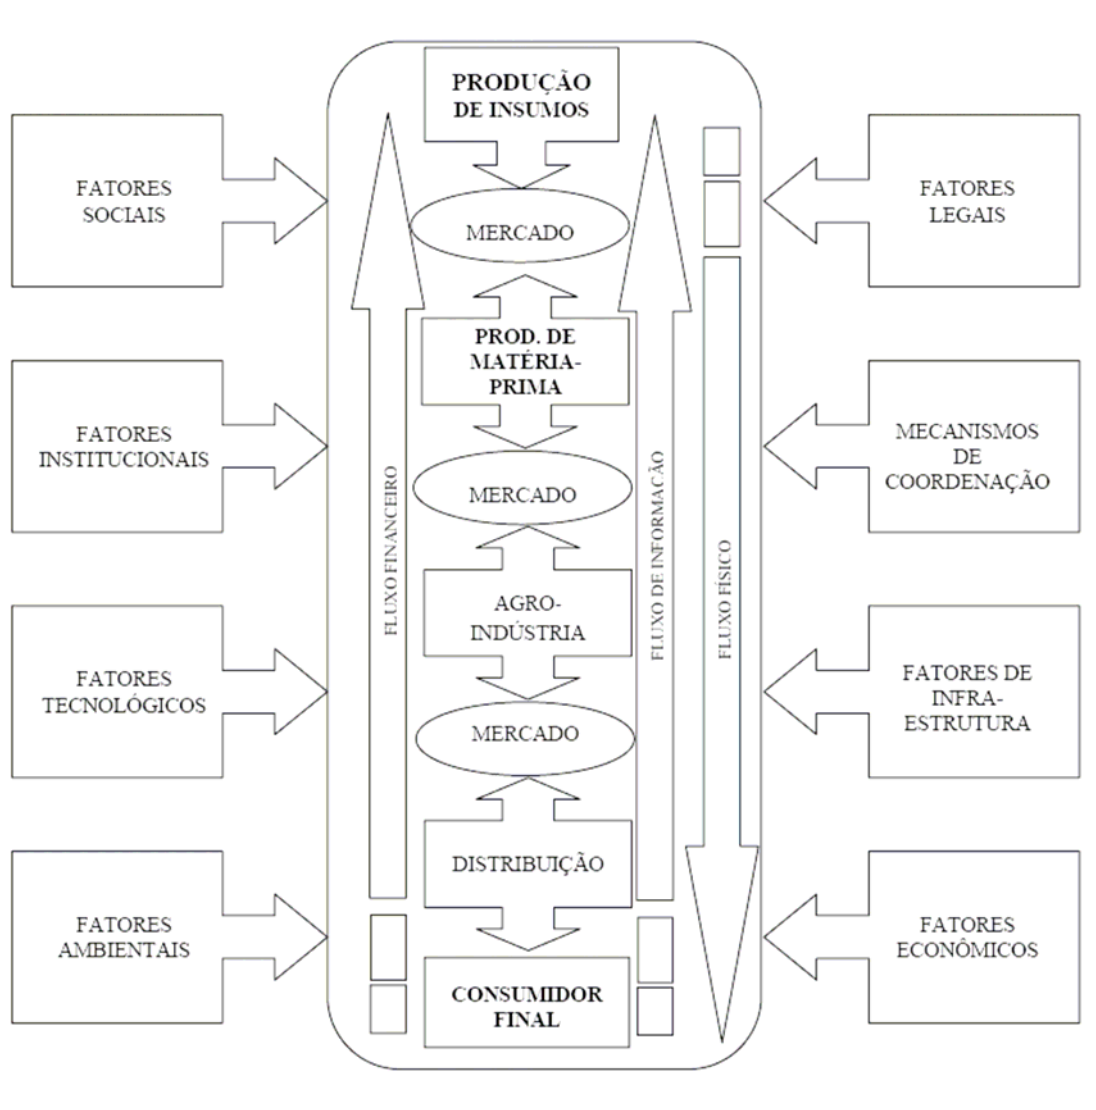 PRODUÇÃO
DE INSUMOS
FATORES
SOCIAIS
MERCADO
FATORES
LEGAIS
PROD. DE
MATÉRIA-
PRIMA
FATORES
INSTITUCIONAIS
MERCADO
MECANISMOS
DE
COORDENAÇÃO
FLUXO FINANCEIRO
FLUXO DE INFORMACÃO
FLUXO FÍSICO
AGRO-
INDÚSTRIA
FATORES
TECNOLÓGICOS
MERCADO
FATORES DE
INFRA-
ESTRUTURA
DISTRIBUIÇÃO
FATORES
AMBIENTAIS
FATORES
ECONÔMICOS
CONSUMIDOR
FINAL